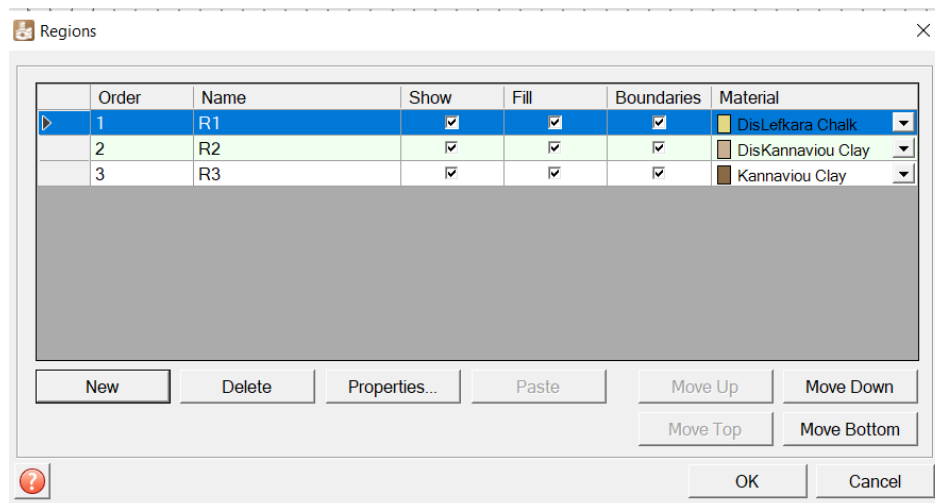 Regions
Order Name Show Fill Boundaries Material
1 R1 DisLefkara Chalk
2 R2 DisKannaviou Clay
3 R3 Kannaviou Clay
New Delete Properties... Paste Move Up Move Down
Move Top Move Bottom
? OK Cancel